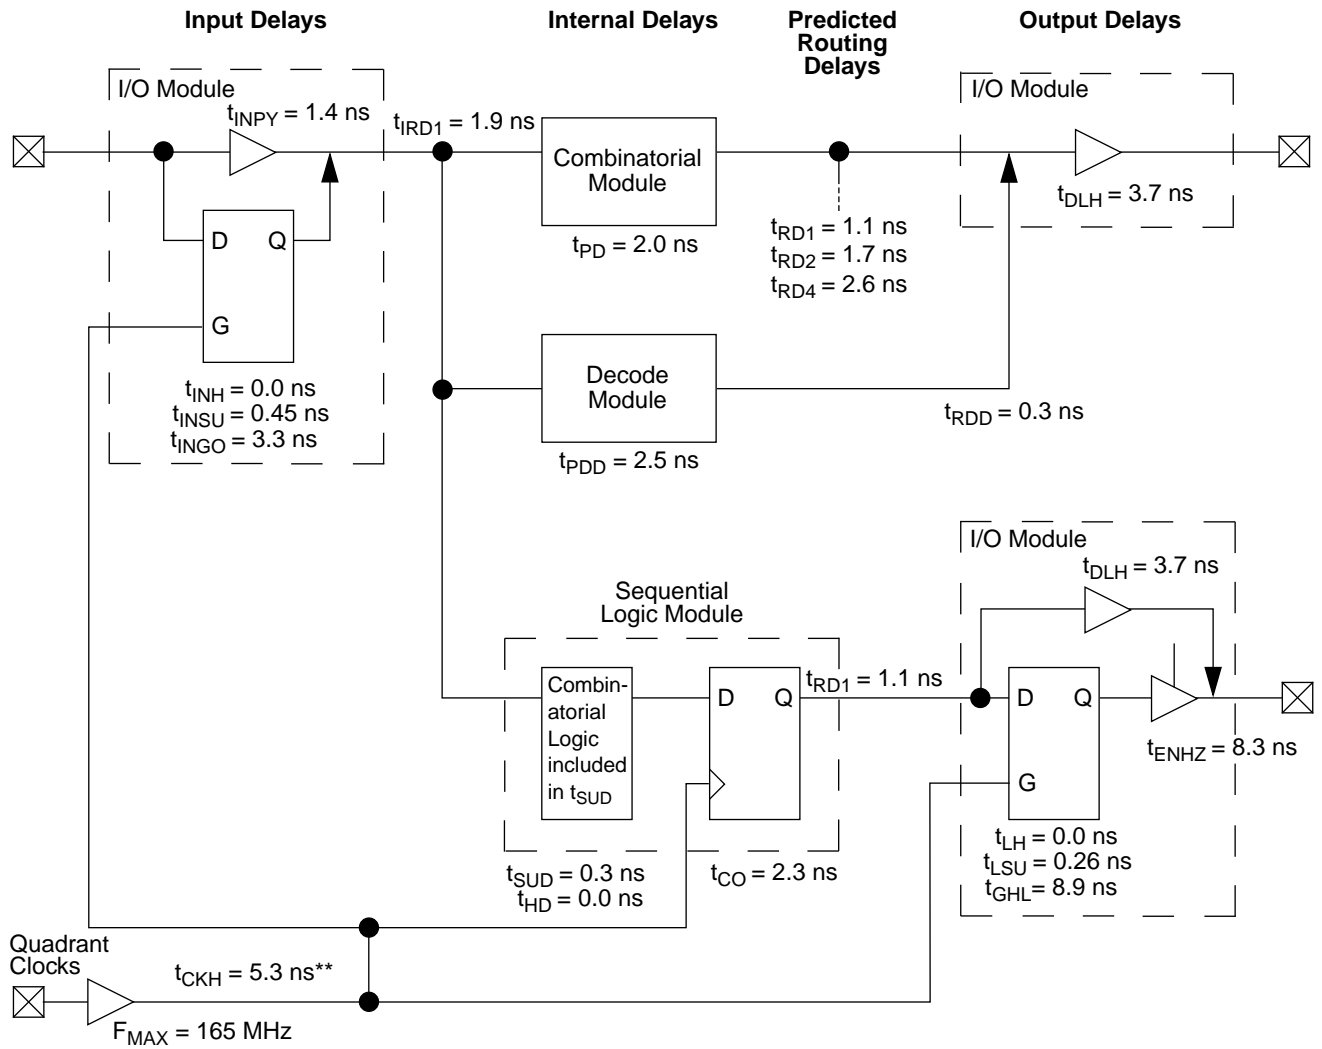 Input Delays
Internal Delays
Predicted
Routing
Delays
Output Delays
I/O Module
tINPY = 1.4 ns
tIRD1 = 1.9 ns
Combinatorial
Module
tPD = 2.0 ns
tRD1 = 1.1 ns
tRD2 = 1.7 ns
tRD4 = 2.6 ns
I/O Module
tDLH = 3.7 ns
D Q
G
tINH = 0.0 ns
tINSU = 0.45 ns
tINGO = 3.3 ns
Decode
Module
tPDD = 2.5 ns
tRDD = 0.3 ns
Sequential
Logic Module
Combin-
atorial
Logic
included
in tSUD
D Q
tSUD = 0.3 ns
tHD = 0.0 ns
tCO = 2.3 ns
tRD1 = 1.1 ns
I/O Module
tDLH = 3.7 ns
D Q
G
tENHZ = 8.3 ns
tLH = 0.0 ns
tLSU = 0.26 ns
tGHL = 8.9 ns
Quadrant
Clocks
tCKH = 5.3 ns**
FMAX = 165 MHz